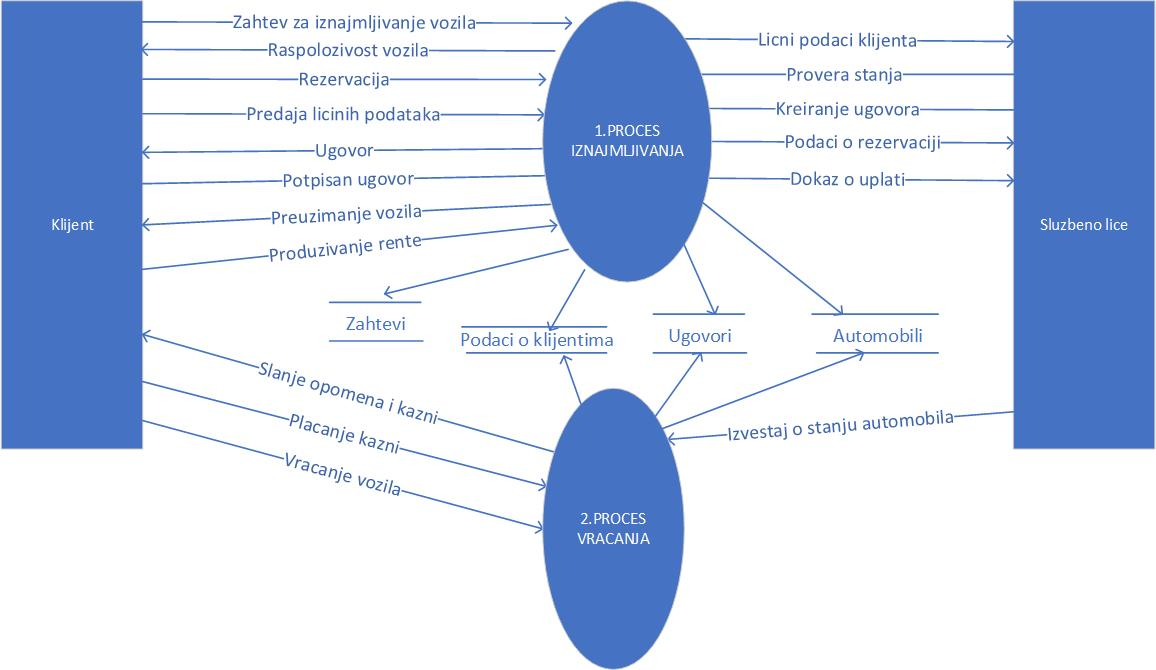 Zahtev za iznajmljivanje vozila
Raspolozivost vozila
Rezervacija
Predaja licinih podataka
Ugovor
Potpisan ugovor
Preuzimanje vozila
Produzivanje rente
Klijent
1.PROCES
IZNAJMLJIVANJA
Licni podaci klijenta
Provera stanja
Kreiranje ugovora
Podaci o rezervaciji
Dokaz o uplati
Sluzbeno lice
Zahtevi
Podaci o klijentima
Ugovori
Automobili
Slanje opomena i kazni
Placanje kazni
Vracanje vozila
Izvestaj o stanju automobila
2.PROCES
VRACANJA